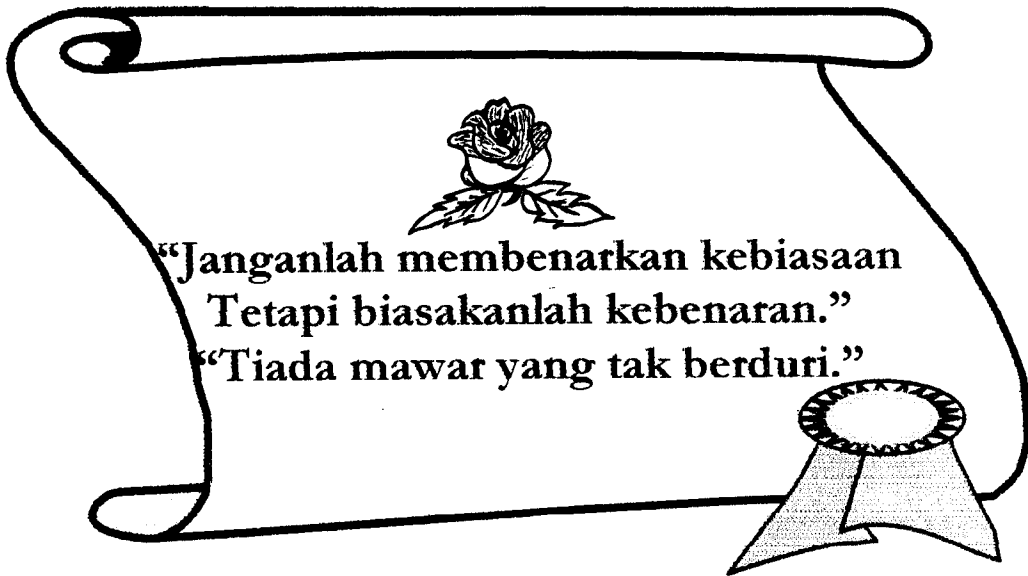 “Janganlah membenarkan kebiasaan
Tetapi biasakanlah kebenaran.”
“Tiada mawar yang tak berduri.”